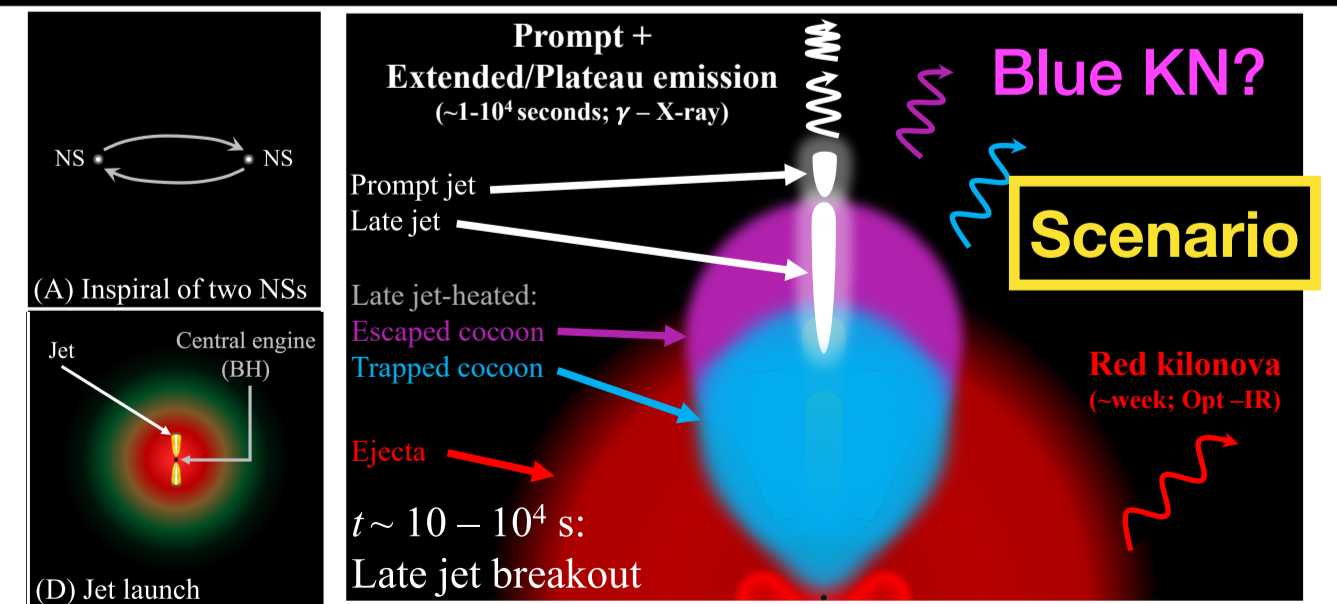 NS
NS
(A) Inspiral of two NSs
Jet
Central engine
(BH)
(D) Jet launch
Prompt +
Extended/Plateau emission
(~1-10⁴ seconds; γ – X-ray)
Blue KN?
Prompt jet
Late jet
Scenario
Late jet-heated:
Escaped cocoon
Trapped cocoon
Red kilonova
(~week; Opt –IR)
Ejecta
t ~ 10 – 10⁴ s:
Late jet breakout